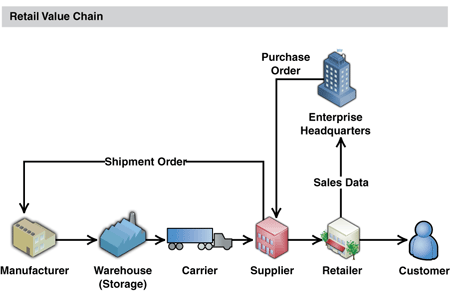 Retail Value Chain
Purchase
Order
Enterprise
Headquarters
Shipment Order
Sales Data
Manufacturer
Warehouse
(Storage)
Carrier
Supplier
Retailer
Customer